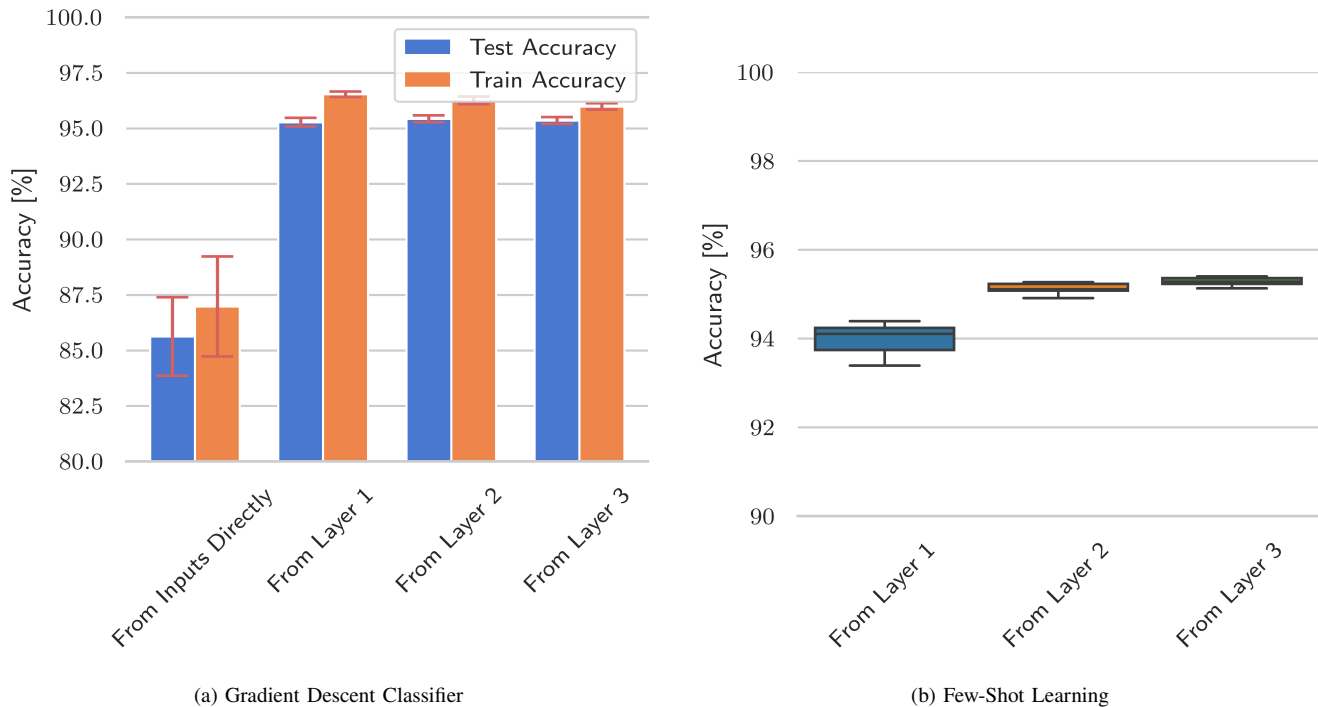 100.0
97.5
95.0
92.5
90.0
87.5
85.0
82.5
80.0
Accuracy [%]
Test Accuracy
Train Accuracy
From Inputs Directly
From Layer 1
From Layer 2
From Layer 3
(a) Gradient Descent Classifier
100
98
96
94
92
90
Accuracy [%]
From Layer 1
From Layer 2
From Layer 3
(b) Few-Shot Learning